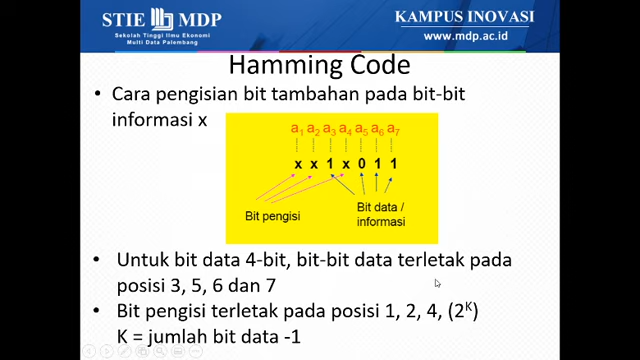 STIE MDP
Sekolah Tinggi Ilmu Ekonomi
Multi Data Palembang
KAMPUS INOVASI
www.mdp.ac.id
Hamming Code
• Cara pengisian bit tambahan pada bit-bit
informasi x
a₁ a₂ a₃ a₄ a₅ a₆ a₇
x x 1 x 0 1 1
Bit pengisi
Bit data /
informasi
• Untuk bit data 4-bit, bit-bit data terletak pada
posisi 3, 5, 6 dan 7
• Bit pengisi terletak pada posisi 1, 2, 4, (2ᴷ)
K = jumlah bit data -1